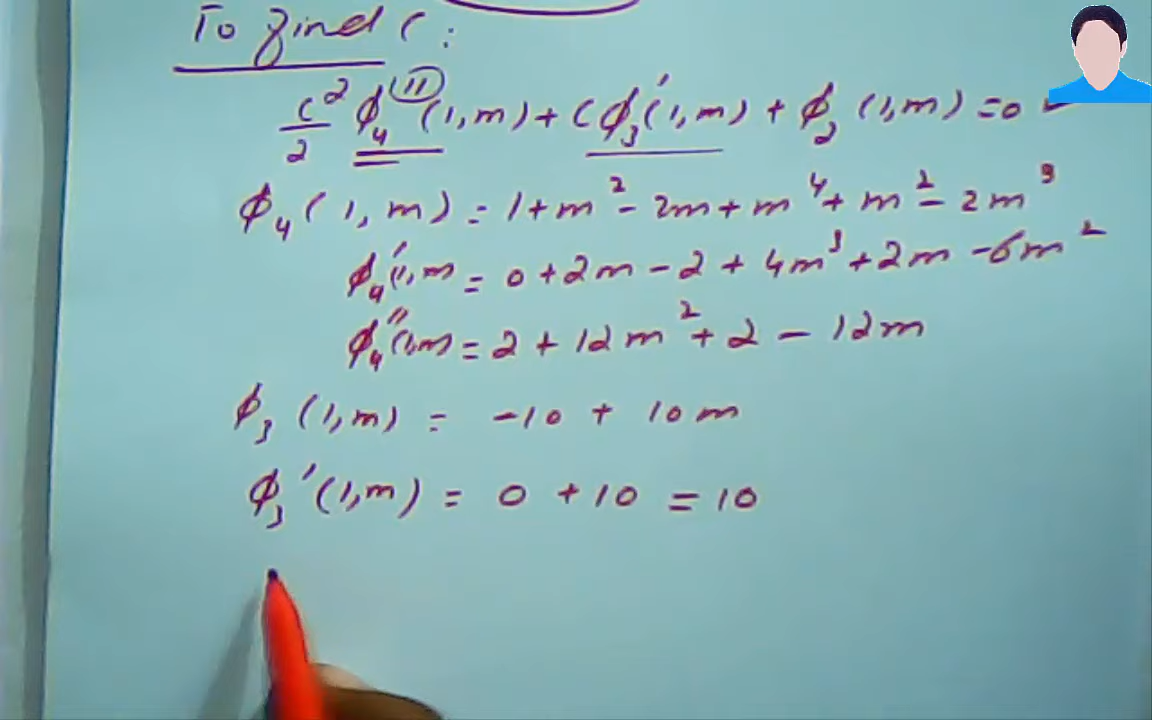 To find C:
C²/2 ϕ₄^(11) (1, m) + C ϕ₃′(1, m) + ϕ₂ (1, m) = 0
ϕ₄ (1, m) = 1 + m² - 2m + m⁴ + m² - 2m³
ϕ₄′(1, m = 0 + 2m - 2 + 4m³ + 2m - 6m²
ϕ₄″(1, m) = 2 + 12m² + 2 - 12m
ϕ₃ (1, m) = -10 + 10m
ϕ₃′(1, m) = 0 + 10 = 10